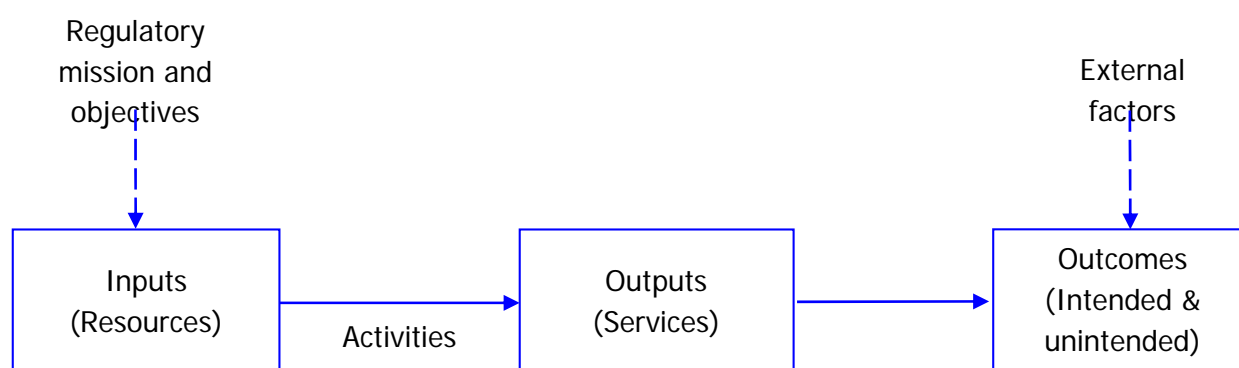 Regulatory
mission and
objectives
External
factors
Inputs
(Resources)
Activities
Outputs
(Services)
Outcomes
(Intended &
unintended)